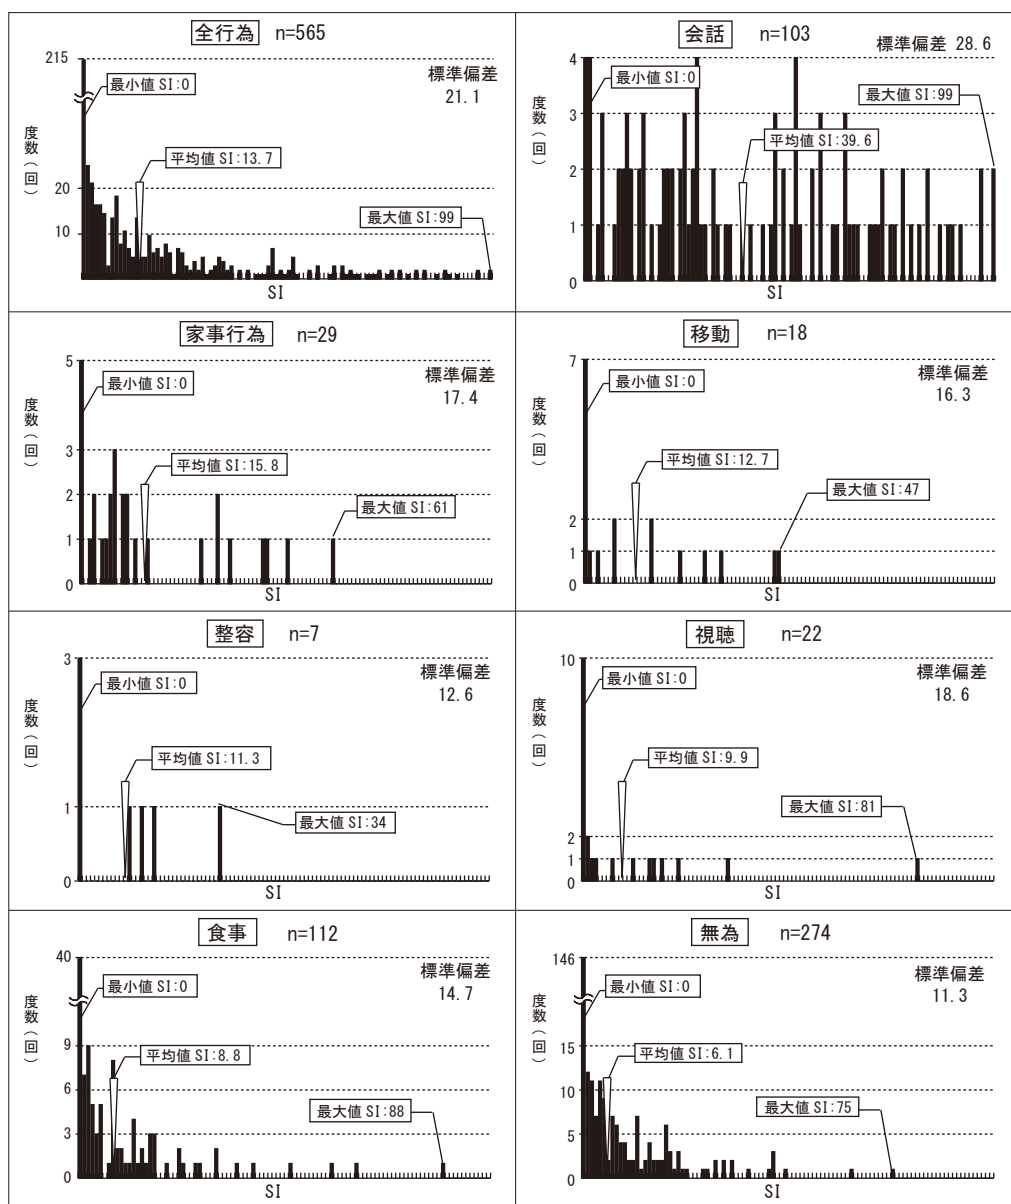 全行為 n=565
標準偏差
21.1
215
20
10
度数(回)
最小値 SI:0
平均値 SI:13.7
最大値 SI:99
SI
会話 n=103
標準偏差 28.6
4
3
2
1
0
度数(回)
最小値 SI:0
平均値 SI:39.6
最大値 SI:99
SI
家事行為 n=29
標準偏差
17.4
5
3
2
1
0
度数(回)
最小値 SI:0
平均値 SI:15.8
最大値 SI:61
SI
移動 n=18
標準偏差
16.3
7
2
1
0
度数(回)
最小値 SI:0
平均値 SI:12.7
最大値 SI:47
SI
整容 n=7
標準偏差
12.6
3
1
0
度数(回)
最小値 SI:0
平均値 SI:11.3
最大値 SI:34
SI
視聴 n=22
標準偏差
18.6
10
2
1
0
度数(回)
最小値 SI:0
平均値 SI:9.9
最大値 SI:81
SI
食事 n=112
標準偏差
14.7
40
9
6
3
0
度数(回)
最小値 SI:0
平均値 SI:8.8
最大値 SI:88
SI
無為 n=274
標準偏差
11.3
146
15
10
5
0
度数(回)
最小値 SI:0
平均値 SI:6.1
最大値 SI:75
SI